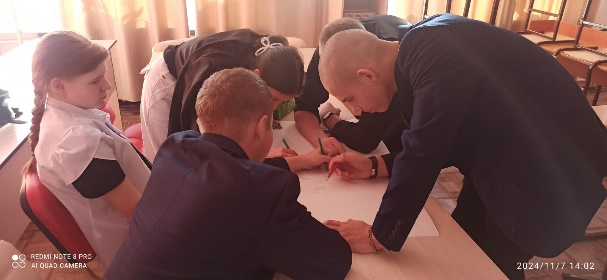 REDMI NOTE 8 PRO
AI QUAD CAMERA
2024/11/7 14:02